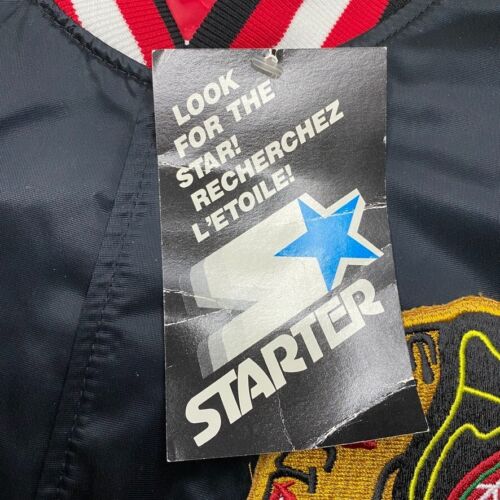 LOOK
FOR THE
STAR!
RECHERCHEZ
L'ETOILE!
STARTER